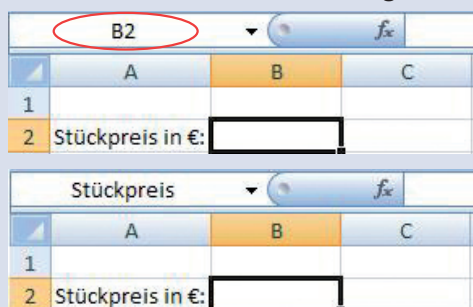 B2 fx
A B C
1
2 Stückpreis in €:
Stückpreis fx
A B C
1
2 Stückpreis in €: